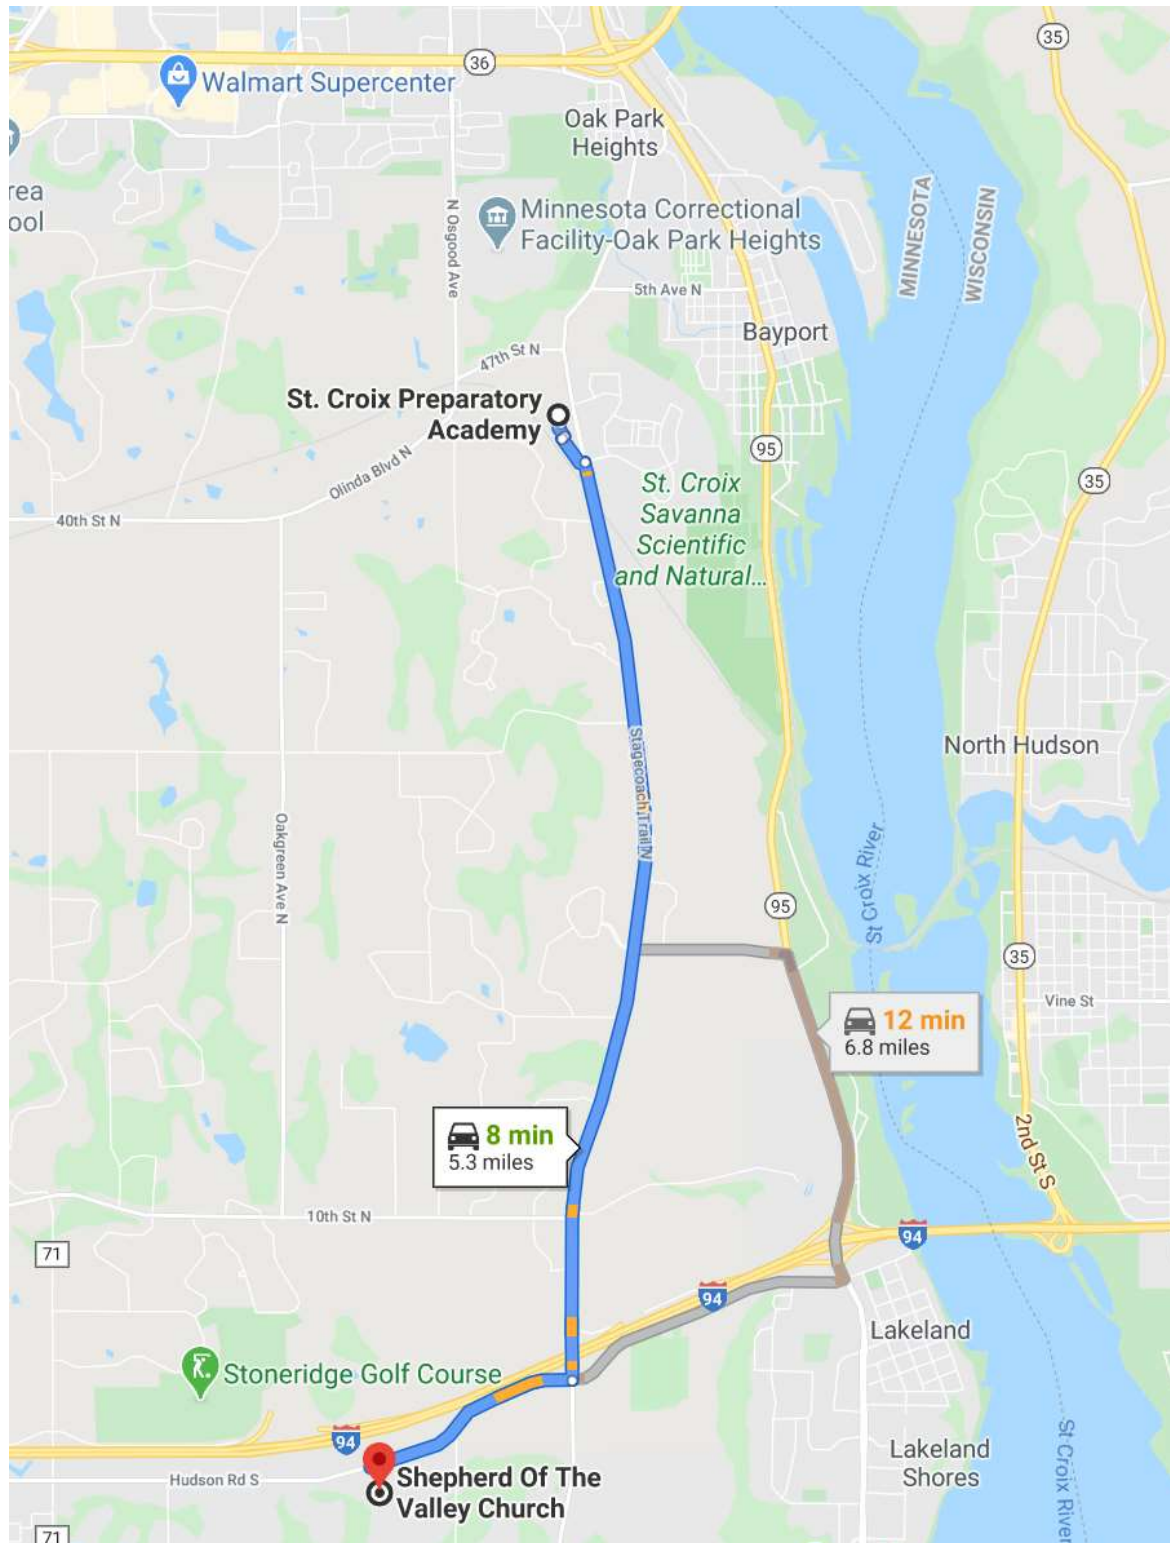 35
36
Walmart Supercenter
Oak Park
Heights
rea
ool
N Osgood Ave
Minnesota Correctional
Facility-Oak Park Heights
MINNESOTA
WISCONSIN
5th Ave N
Bayport
47th St N
St. Croix Preparatory
Academy
95
Olinda Blvd N
35
St. Croix
Savanna
Scientific
and Natural...
40th St N
Stagecoach Trail N
North Hudson
Oakgreen Ave N
St Croix River
95
35
Vine St
12 min
6.8 miles
8 min
5.3 miles
2nd St S
10th St N
94
71
94
Lakeland
Stoneridge Golf Course
94
Lakeland
Shores
St Croix River
Hudson Rd S
Shepherd Of The
Valley Church
71